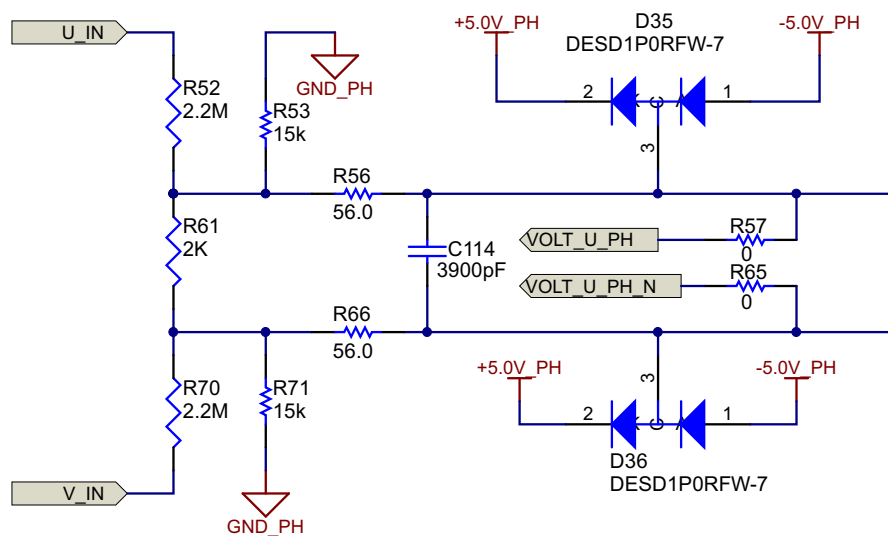 U_IN
R52
2.2M
R53
15k
GND_PH
+5.0V_PH
D35
DESD1P0RFW-7
-5.0V_PH
2
K
C
A
1
3
R56
56.0
R61
2K
C114
3900pF
VOLT_U_PH
R57
0
VOLT_U_PH_N
R65
0
R66
56.0
R70
2.2M
R71
15k
+5.0V_PH
-5.0V_PH
3
2
K
C
A
1
D36
DESD1P0RFW-7
V_IN
GND_PH